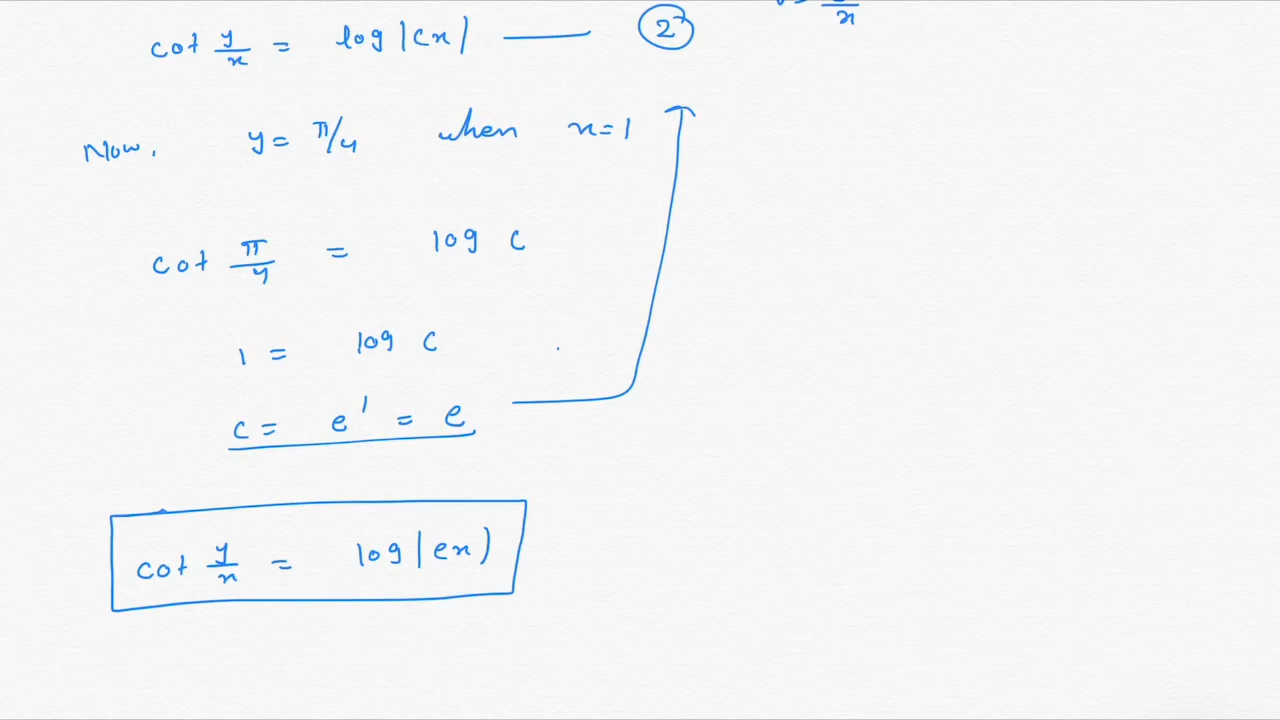 cot y/x = log |cx| —— (2)
Now, y = π/4 when x=1
cot π/4 = log c
1 = log c
c = e¹ = e
cot y/x = log|ex)